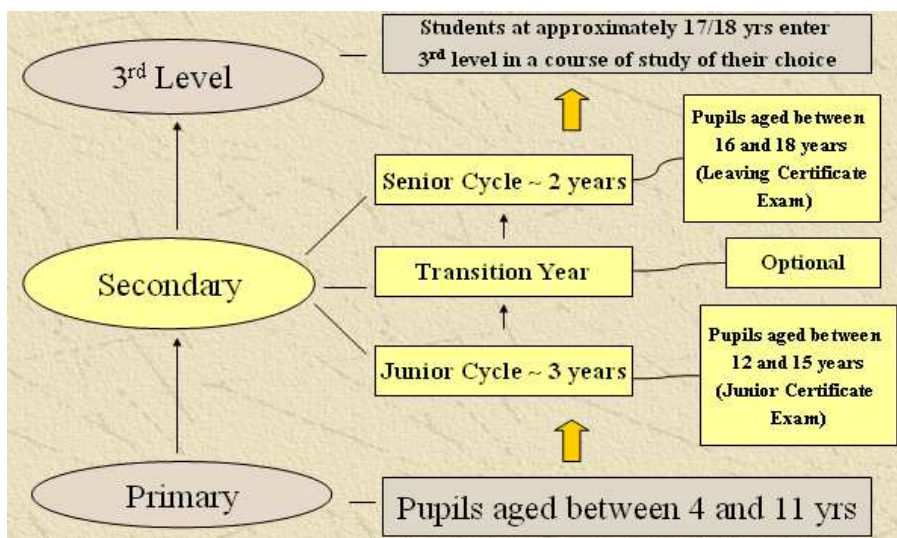 Students at approximately 17/18 yrs enter
3rd level in a course of study of their choice
3rd Level
Pupils aged between
16 and 18 years
(Leaving Certificate
Exam)
Senior Cycle ~ 2 years
Secondary
Transition Year
Optional
Junior Cycle ~ 3 years
Pupils aged between
12 and 15 years
(Junior Certificate
Exam)
Primary
Pupils aged between 4 and 11 yrs